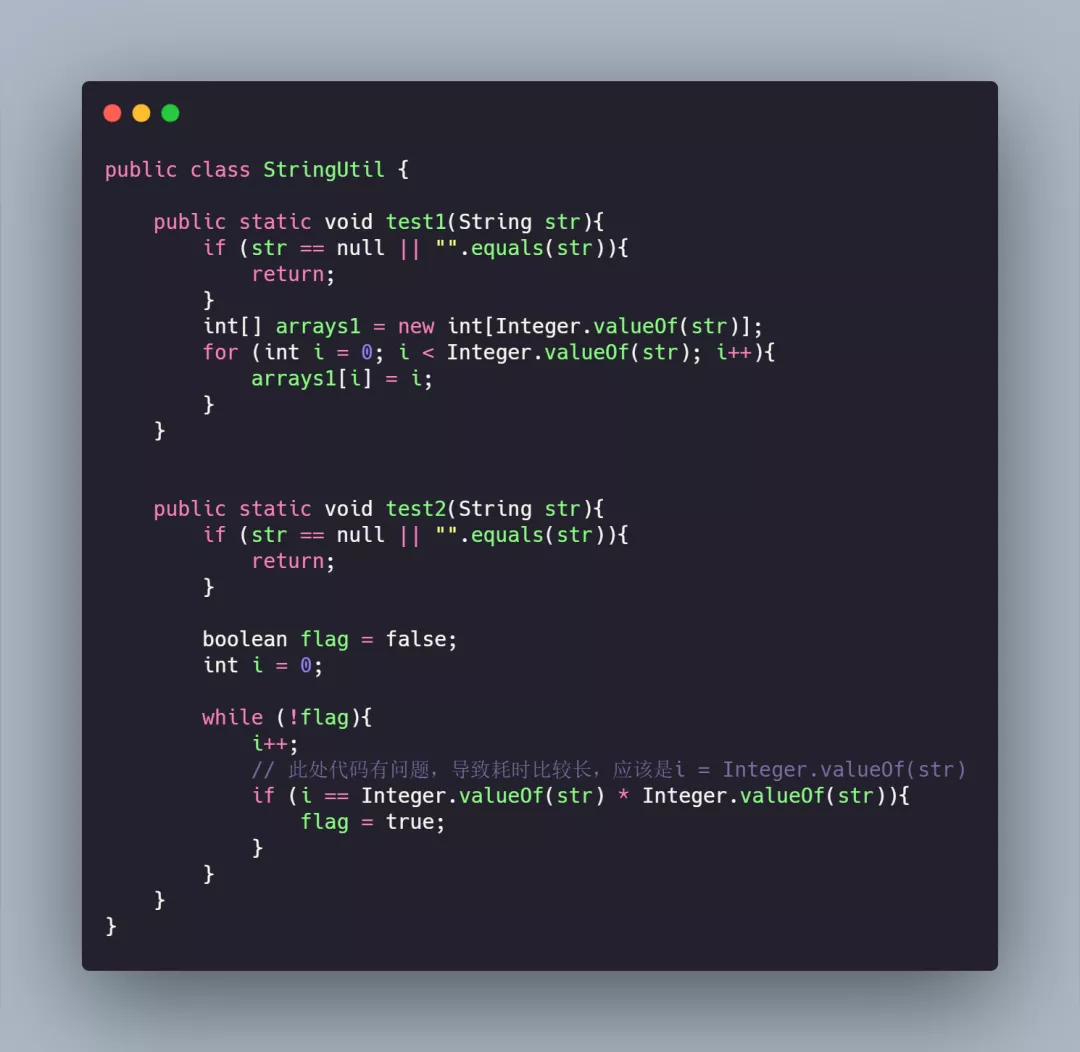 public class StringUtil {
public static void test1(String str){
if (str == null || "".equals(str)){
return;
}
int[] arrays1 = new int[Integer.valueOf(str)];
for (int i = 0; i < Integer.valueOf(str); i++){
arrays1[i] = i;
}
}
public static void test2(String str){
if (str == null || "".equals(str)){
return;
}
boolean flag = false;
int i = 0;
while (!flag){
i++;
// 此处代码有问题，导致耗时比较长，应该是i = Integer.valueOf(str)
if (i == Integer.valueOf(str) * Integer.valueOf(str)){
flag = true;
}
}
}
}